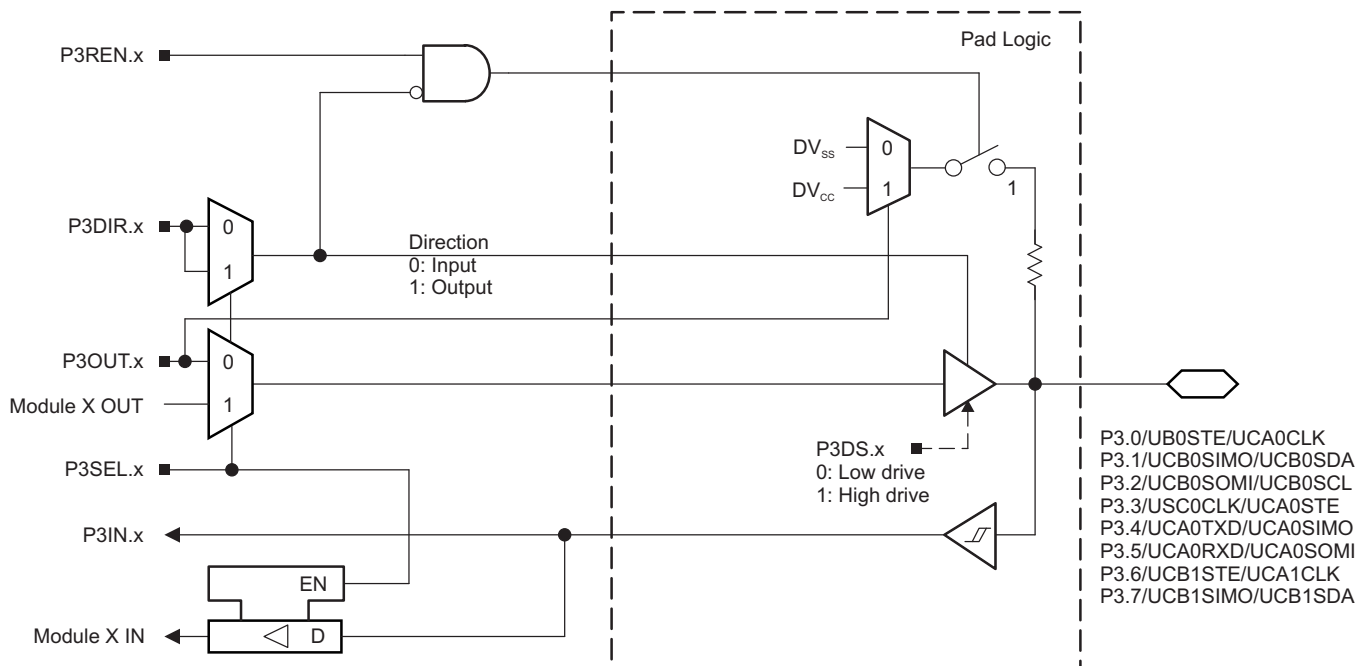 P3REN.x
Pad Logic
DVss
0
DVcc
1
1
P3DIR.x
0
1
Direction
0: Input
1: Output
P3OUT.x
0
Module X OUT
1
P3DS.x
0: Low drive
1: High drive
P3SEL.x
P3IN.x
EN
Module X IN
D
P3.0/UB0STE/UCA0CLK
P3.1/UCB0SIMO/UCB0SDA
P3.2/UCB0SOMI/UCB0SCL
P3.3/USC0CLK/UCA0STE
P3.4/UCA0TXD/UCA0SIMO
P3.5/UCA0RXD/UCA0SOMI
P3.6/UCB1STE/UCA1CLK
P3.7/UCB1SIMO/UCB1SDA